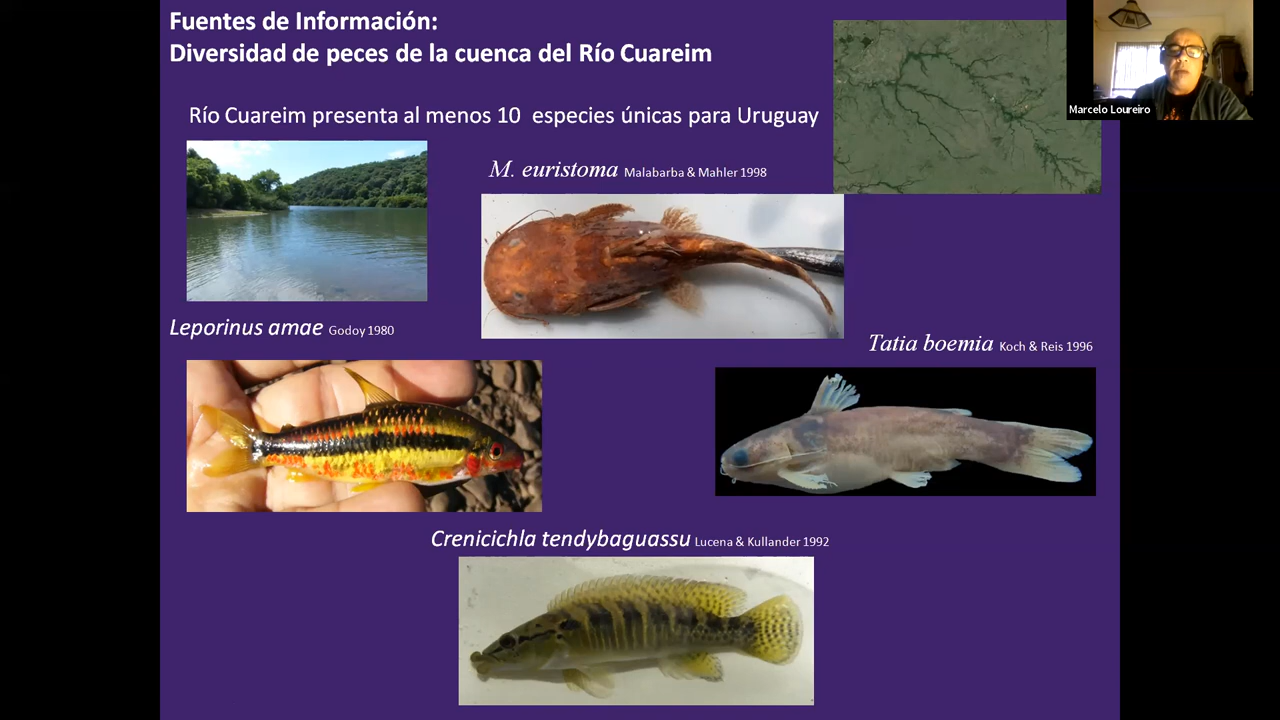 Fuentes de Información:
Diversidad de peces de la cuenca del Río Cuareim
Marcelo Loureiro
Río Cuareim presenta al menos 10 especies únicas para Uruguay
M. euristoma Malabarba & Mahler 1998
Leporinus amae Godoy 1980
Tatia boemia Koch & Reis 1996
Crenicichla tendybaguassu Lucena & Kullander 1992